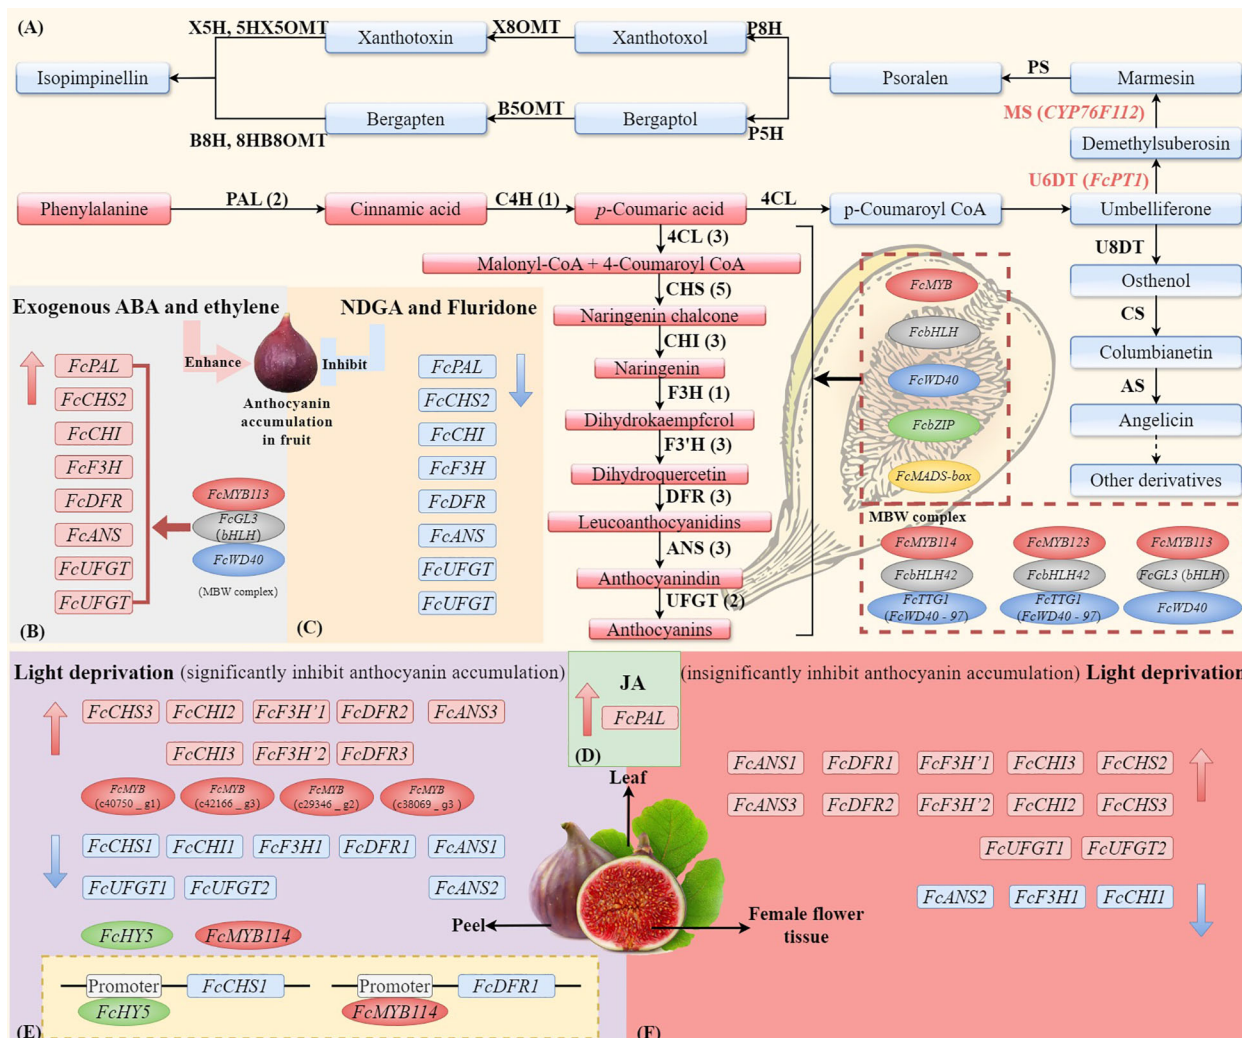 (A)
X5H, 5HX5OMT
Xanthotoxin
X8OMT
Xanthotoxol
P8H
Isopimpinellin
Psoralen
PS
Marmesin
B8H, 8HB8OMT
Bergapten
B5OMT
Bergaptol
P5H
MS (CYP76F112)
Demethylsuberosin
U6DT (FcPT1)
Phenylalanine
PAL (2)
Cinnamic acid
C4H (1)
p-Coumaric acid
4CL
p-Coumaroyl CoA
Umbelliferone
4CL (3)
Malonyl-CoA + 4-Coumaroyl CoA
CHS (5)
Naringenin chalcone
CHI (3)
Naringenin
F3H (1)
Dihydrokaempfcrol
F3'H (3)
Dihydroquercetin
DFR (3)
Leucoanthocyanidins
ANS (3)
Anthocyanindin
UFGT (2)
Anthocyanins
U8DT
Osthenol
CS
Columbianetin
AS
Angelicin
Other derivatives
FcMYB
FcbHLH
FcWD40
FcbZIP
FcMADS-box
MBW complex
FcMYB114
FcbHLH42
FcTTG1
(FcWD40 - 97)
FcMYB123
FcbHLH42
FcTTG1
(FcWD40 - 97)
FcMYB113
FcGL3 (bHLH)
FcWD40
Exogenous ABA and ethylene
Enhance
FcPAL
FcCHS2
FcCHI
FcF3H
FcDFR
FcANS
FcUFGT
FcUFGT
FcMYB113
FcGL3
(bHLH)
FcWD40
(MBW complex)
(B)
Anthocyanin
accumulation
in fruit
NDGA and Fluridone
Inhibit
FcPAL
FcCHS2
FcCHI
FcF3H
FcDFR
FcANS
FcUFGT
FcUFGT
(C)
JA
FcPAL
(D)
Light deprivation (significantly inhibit anthocyanin accumulation)
FcCHS3 FcCHI2 FcF3H'1 FcDFR2 FcANS3
FcCHI3 FcF3H'2 FcDFR3
FcMYB
(c40750 _ g1)
FcMYB
(c42166 _ g3)
FcMYB
(c29346 _ g2)
FcMYB
(c38069 _ g3 )
FcCHS1 FcCHI1 FcF3H1 FcDFR1 FcANS1
FcUFGT1 FcUFGT2 FcANS2
FcHY5 FcMYB114
Promoter FcCHS1 Promoter FcDFR1
FcHY5 FcMYB114
(E)
Leaf
Peel
Female flower
tissue
(insignificantly inhibit anthocyanin accumulation) Light deprivation
FcANS1 FcDFR1 FcF3H'1 FcCHI3 FcCHS2
FcANS3 FcDFR2 FcF3H'2 FcCHI2 FcCHS3
FcUFGT1 FcUFGT2
FcANS2 FcF3H1 FcCHI1
(F)